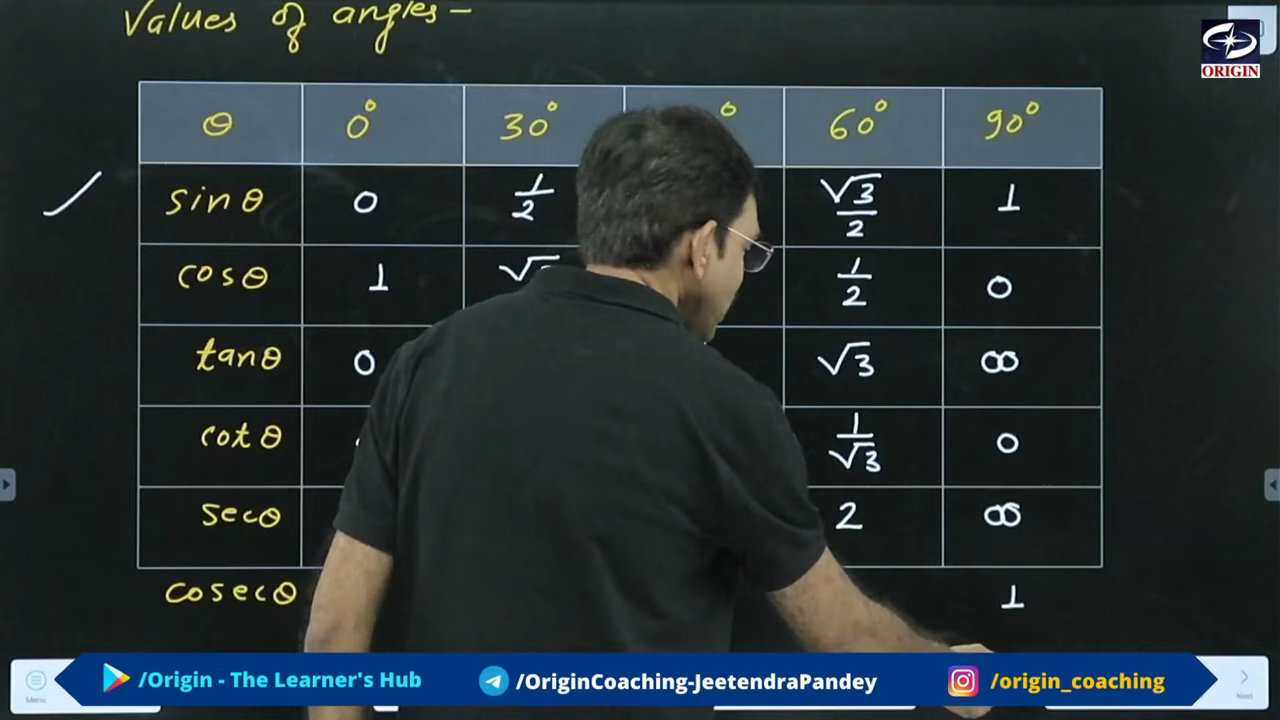 Values of angles –
ORIGIN
θ 0° 30° ° 60° 90°
sinθ 0 1/2 √3/2 1
cosθ 1 √ 1/2 0
tanθ 0 √3 ∞
cotθ 1/√3 0
secθ 2 ∞
cosecθ 1
/Origin - The Learner's Hub /OriginCoaching-JeetendraPandey /origin_coaching
Menu Next